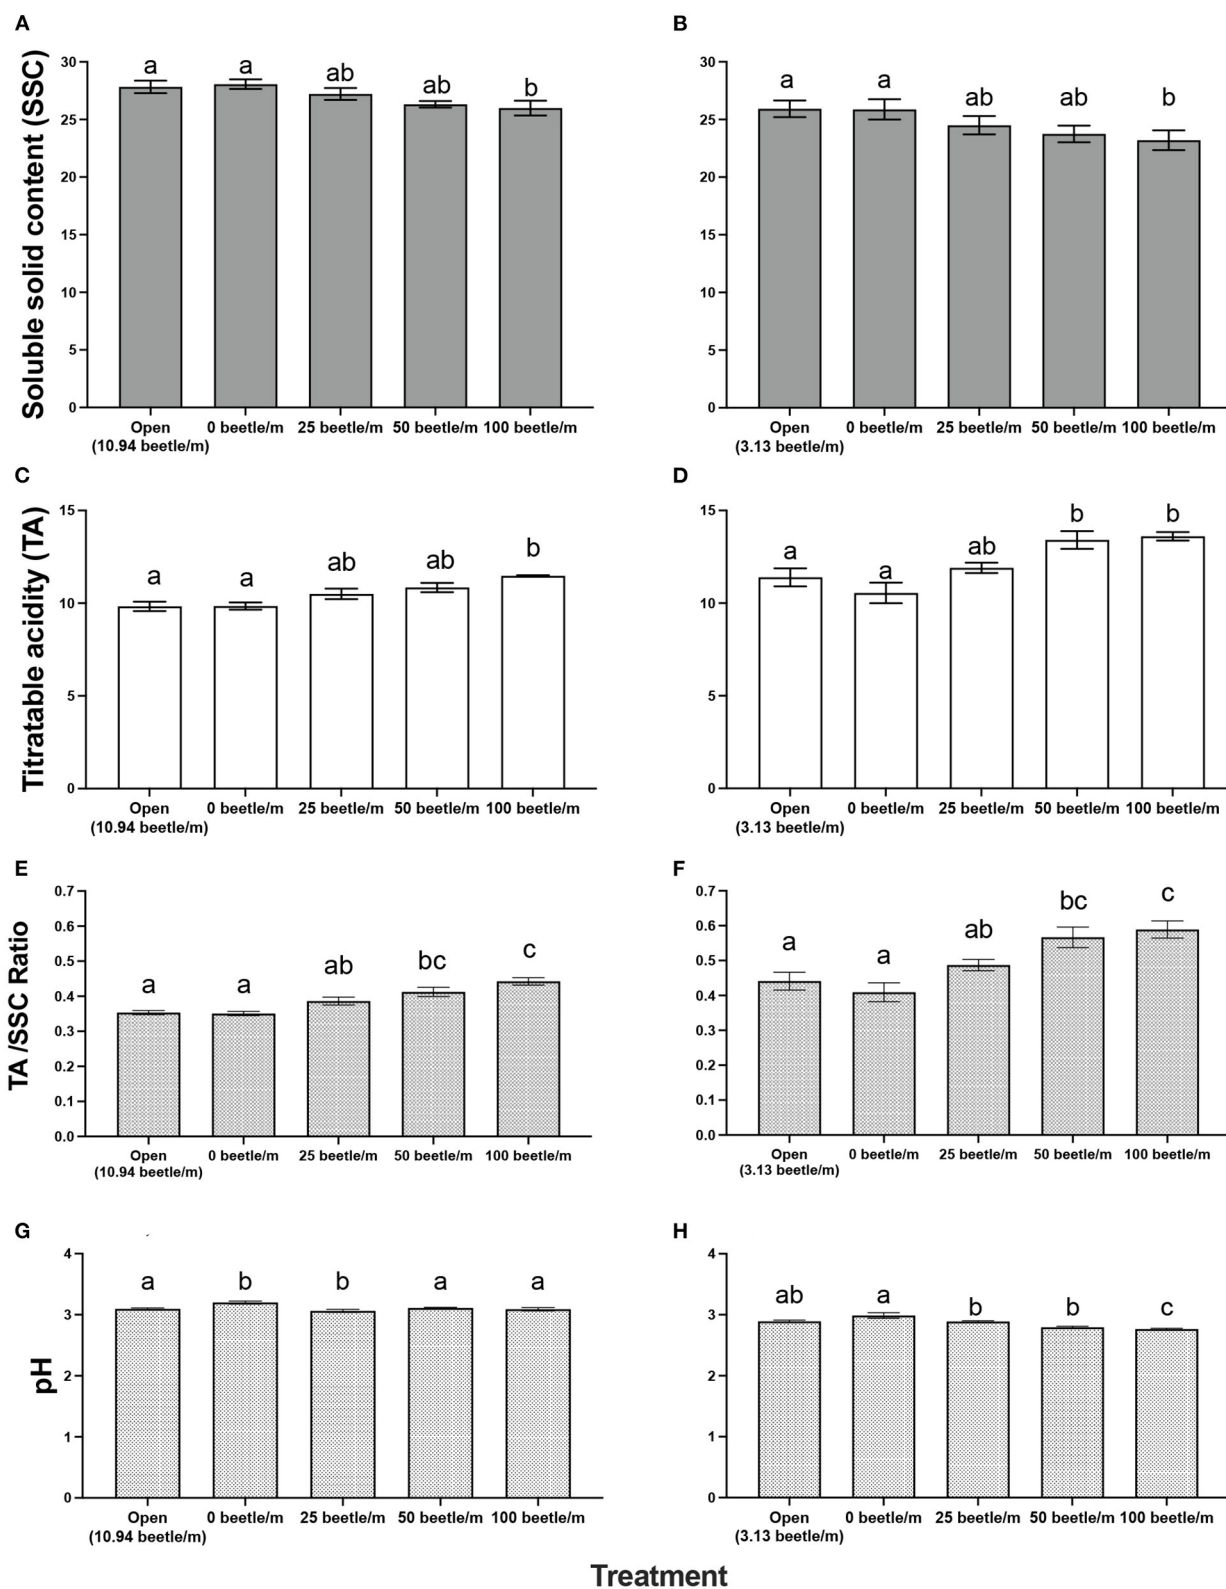 A
Soluble solid content (SSC)
30
25
20
15
10
5
0
a a ab ab b
Open 0 beetle/m 25 beetle/m 50 beetle/m 100 beetle/m
(10.94 beetle/m)
B
30
25
20
15
10
5
0
a a ab ab b
Open 0 beetle/m 25 beetle/m 50 beetle/m 100 beetle/m
(3.13 beetle/m)
C
Titratable acidity (TA)
15
10
5
0
a a ab ab b
Open 0 beetle/m 25 beetle/m 50 beetle/m 100 beetle/m
(10.94 beetle/m)
D
15
10
5
0
a a ab b b
Open 0 beetle/m 25 beetle/m 50 beetle/m 100 beetle/m
(3.13 beetle/m)
E
TA /SSC Ratio
0.7
0.6
0.5
0.4
0.3
0.2
0.1
0.0
a a ab bc c
Open 0 beetle/m 25 beetle/m 50 beetle/m 100 beetle/m
(10.94 beetle/m)
F
0.7
0.6
0.5
0.4
0.3
0.2
0.1
0.0
a a ab bc c
Open 0 beetle/m 25 beetle/m 50 beetle/m 100 beetle/m
(3.13 beetle/m)
G
pH
4
3
2
1
0
a b b a a
Open 0 beetle/m 25 beetle/m 50 beetle/m 100 beetle/m
(10.94 beetle/m)
H
4
3
2
1
0
ab a b b c
Open 0 beetle/m 25 beetle/m 50 beetle/m 100 beetle/m
(3.13 beetle/m)
Treatment